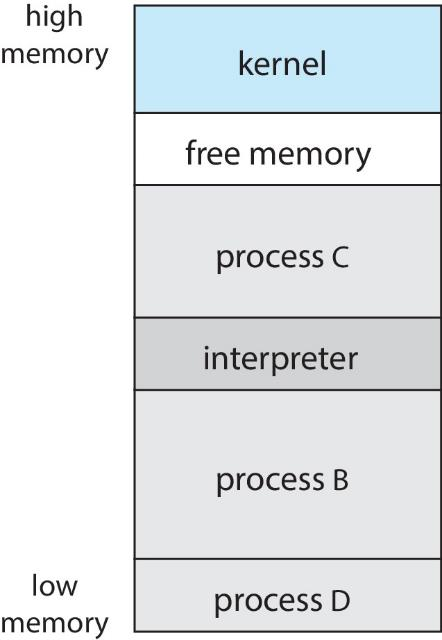 high
memory
kernel
free memory
process C
interpreter
process B
low
memory
process D